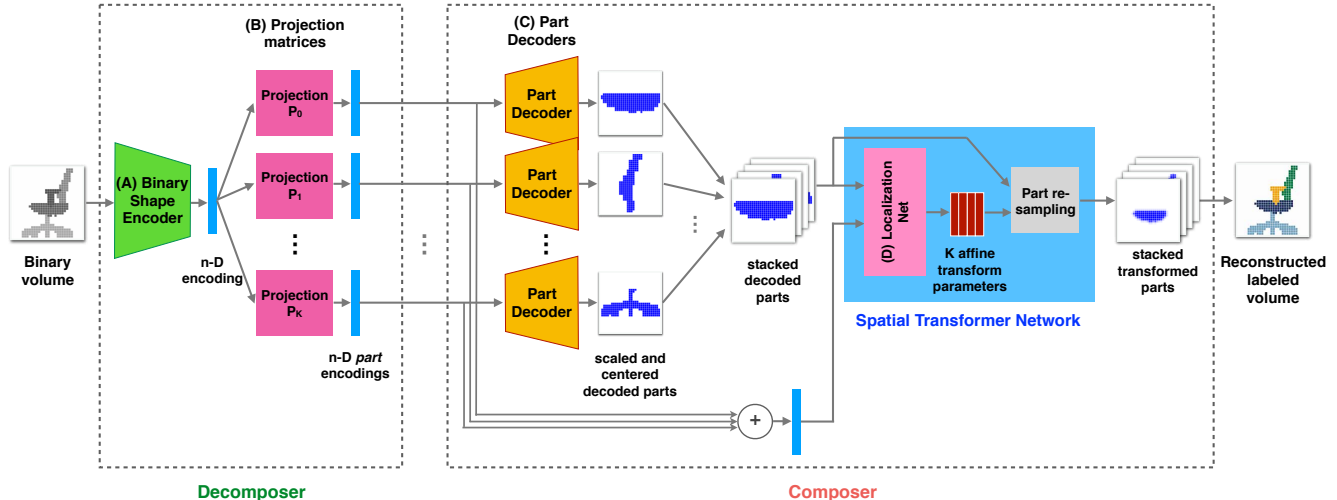 (B) Projection
matrices
(C) Part
Decoders
Projection
P0
Part
Decoder
(A) Binary
Shape
Encoder
Projection
P1
Part
Decoder
(D) Localization
Net
Part re-
sampling
Binary
volume
n-D
encoding
K affine
transform
parameters
stacked
decoded
parts
stacked
transformed
parts
Reconstructed
labeled
volume
Projection
PK
Part
Decoder
Spatial Transformer Network
n-D part
encodings
scaled and
centered
decoded parts
+
Decomposer
Composer